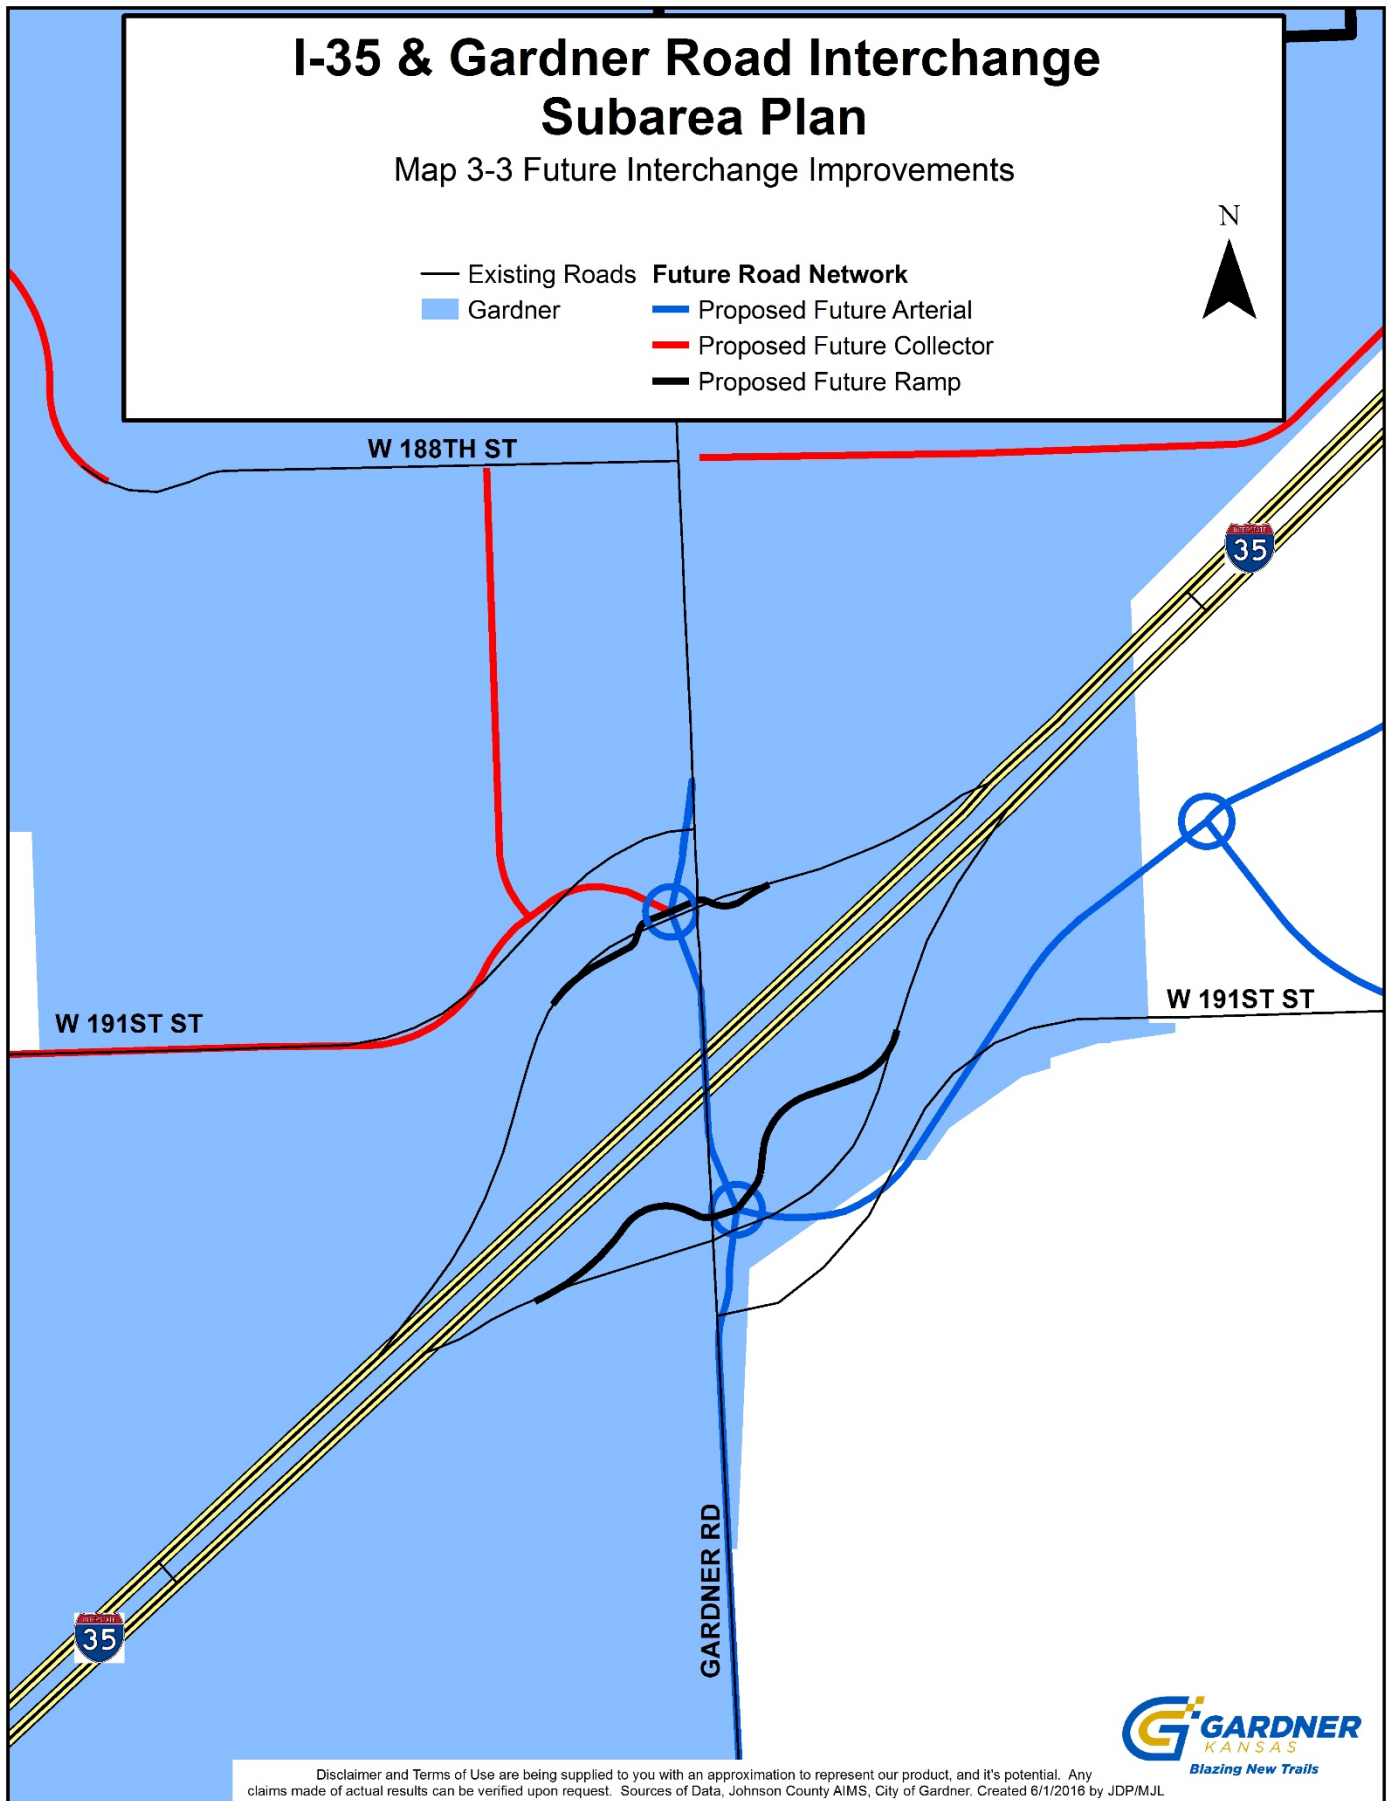 I-35 & Gardner Road Interchange
Subarea Plan
Map 3-3 Future Interchange Improvements
N
Existing Roads
Gardner
Future Road Network
Proposed Future Arterial
Proposed Future Collector
Proposed Future Ramp
W 188TH ST
INTERSTATE
35
W 191ST ST
W 191ST ST
GARDNER RD
INTERSTATE
35
GARDNER
KANSAS
Blazing New Trails
Disclaimer and Terms of Use are being supplied to you with an approximation to represent our product, and it's potential. Any
claims made of actual results can be verified upon request. Sources of Data, Johnson County AIMS, City of Gardner. Created 6/1/2016 by JDP/MJL